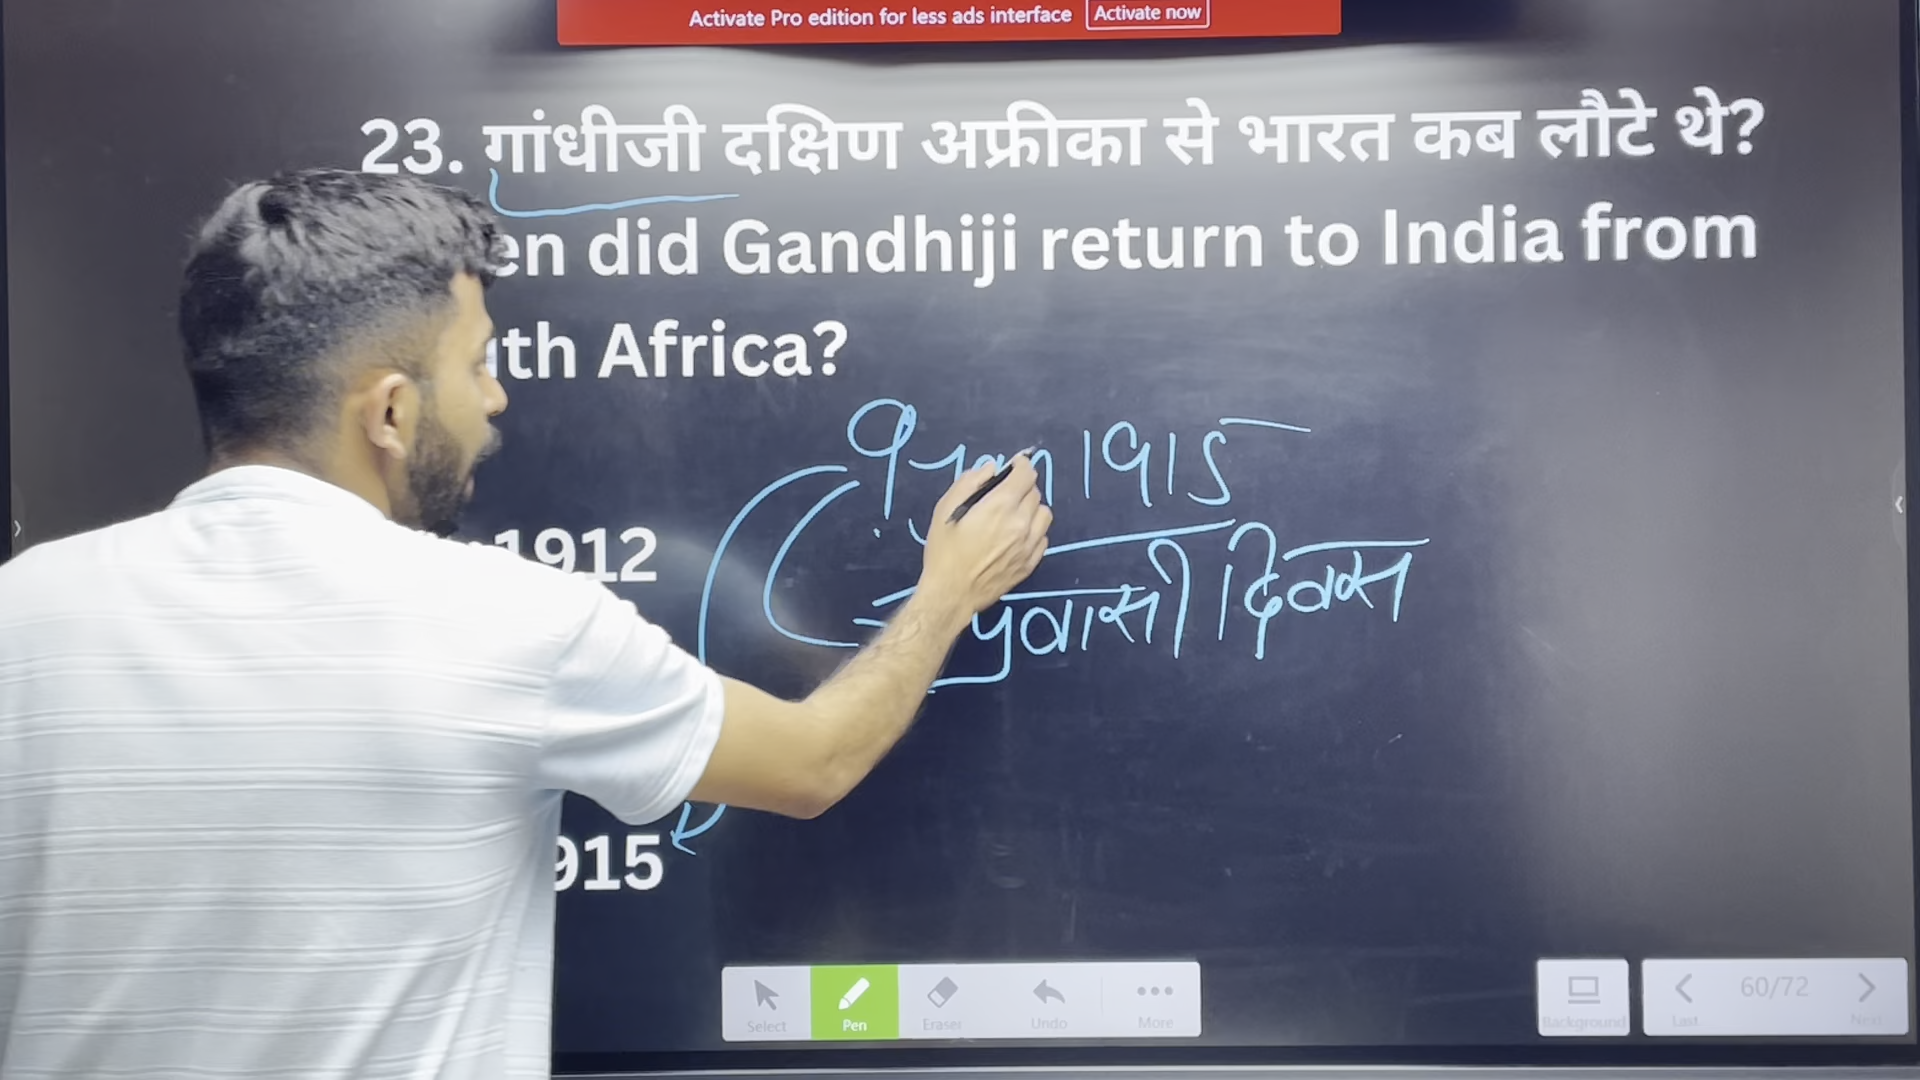 Activate Pro edition for less ads interface Activate now
23. गांधीजी दक्षिण अफ्रीका से भारत कब लौटे थे?
en did Gandhiji return to India from
th Africa?
9 Jan 1915
1912
प्रवासी दिवस
915
Select Pen Eraser Undo More
Background Last 60/72 Next